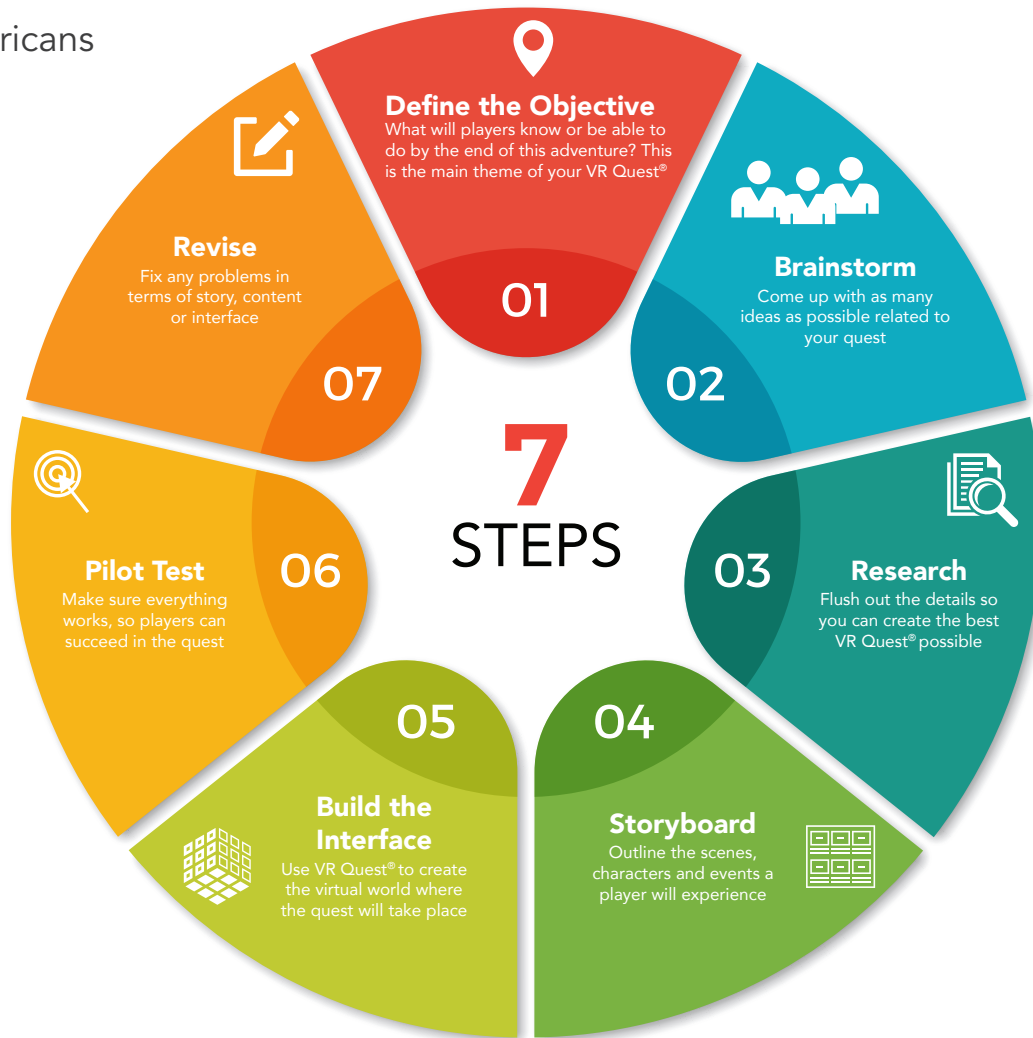 ricans
Define the Objective
What will players know or be able to
do by the end of this adventure? This
is the main theme of your VR Quest®
01
Brainstorm
Come up with as many
ideas as possible related to
your quest
02
Research
Flush out the details so
you can create the best
VR Quest® possible
03
Storyboard
Outline the scenes,
characters and events a
player will experience
04
Build the
Interface
Use VR Quest® to create
the virtual world where
the quest will take place
05
Pilot Test
Make sure everything
works, so players can
succeed in the quest
06
Revise
Fix any problems in
terms of story, content
or interface
07
7
STEPS